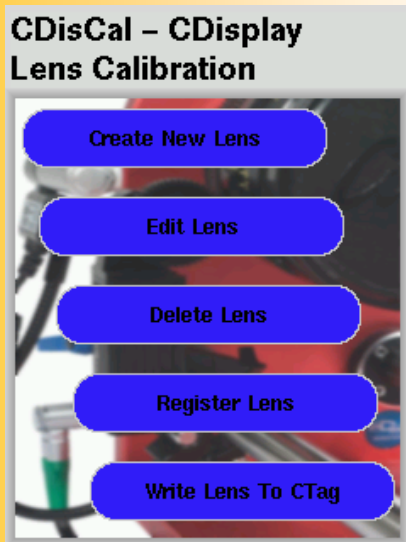 CDisCal – CDisplay
Lens Calibration
Create New Lens
Edit Lens
Delete Lens
Register Lens
Write Lens To CTag